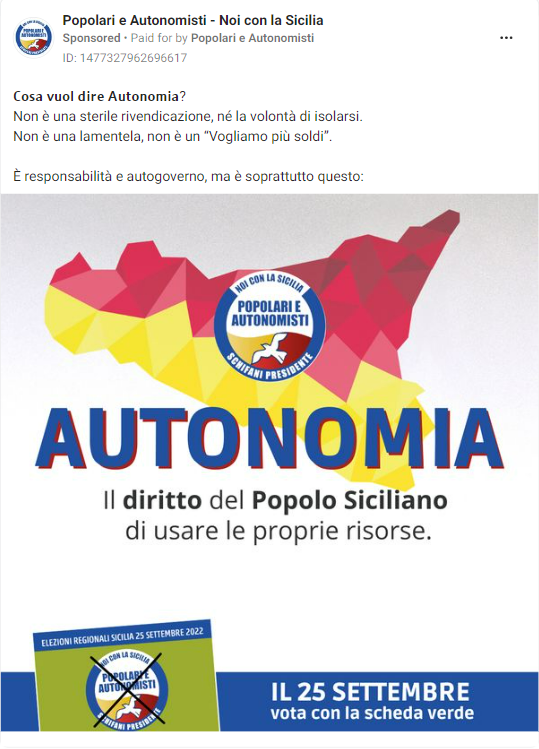 Popolari e Autonomisti - Noi con la Sicilia
Sponsored • Paid for by Popolari e Autonomisti
ID: 1477327962696617
Cosa vuol dire Autonomia?
Non è una sterile rivendicazione, né la volontà di isolarsi.
Non è una lamentela, non è un “Vogliamo più soldi”.
È responsabilità e autogoverno, ma è soprattutto questo:
NOI CON LA SICILIA
POPOLARI E
AUTONOMISTI
SCHIFANI PRESIDENTE
AUTONOMIA
Il diritto del Popolo Siciliano
di usare le proprie risorse.
ELEZIONI REGIONALI SICILIA 25 SETTEMBRE 2022
NOI CON LA SICILIA
POPOLARI E
AUTONOMISTI
SCHIFANI PRESIDENTE
IL 25 SETTEMBRE
vota con la scheda verde